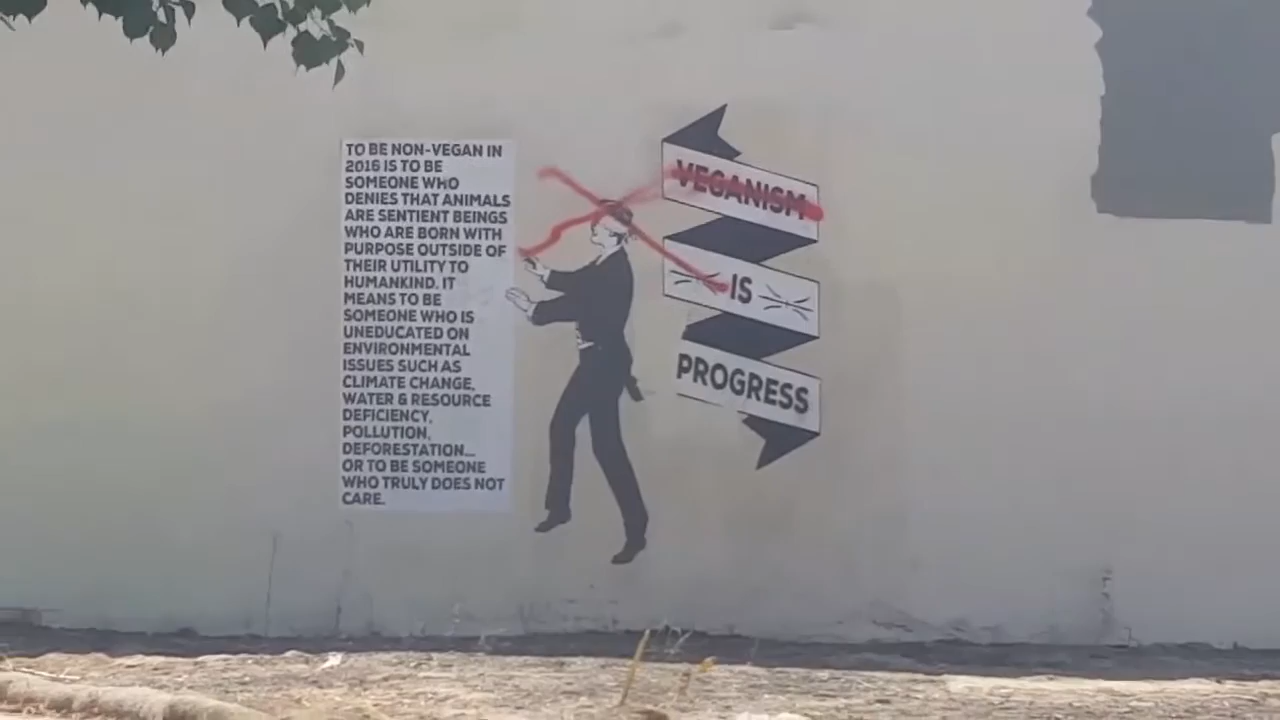 TO BE NON-VEGAN IN
2016 IS TO BE
SOMEONE WHO
DENIES THAT ANIMALS
ARE SENTIENT BEINGS
WHO ARE BORN WITH
PURPOSE OUTSIDE OF
THEIR UTILITY TO
HUMANKIND. IT
MEANS TO BE
SOMEONE WHO IS
UNEDUCATED ON
ENVIRONMENTAL
ISSUES SUCH AS
CLIMATE CHANGE,
WATER & RESOURCE
DEFICIENCY,
POLLUTION,
DEFORESTATION...
OR TO BE SOMEONE
WHO TRULY DOES NOT
CARE.
VEGANISM
IS
PROGRESS